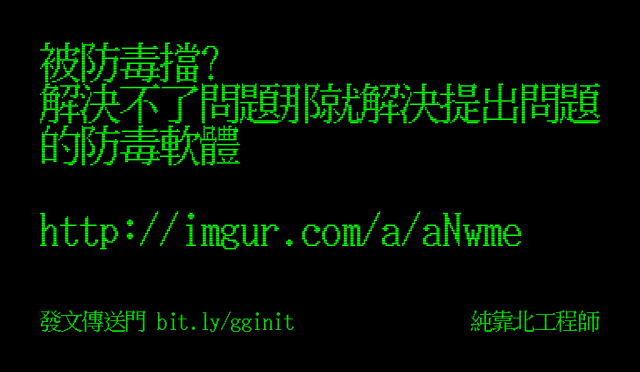 被防毒擋?
解決不了問題那就解決提出問題
的防毒軟體
http://imgur.com/a/aNwme
發文傳送門 bit.ly/gginit
純靠北工程師